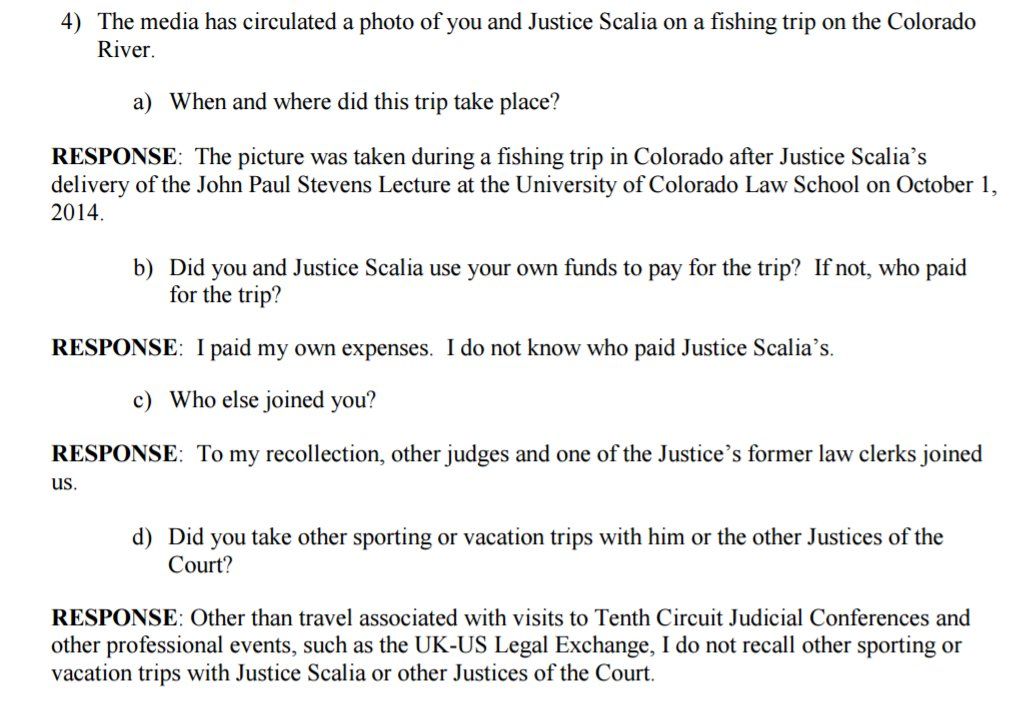 4) The media has circulated a photo of you and Justice Scalia on a fishing trip on the Colorado
River.
a) When and where did this trip take place?
RESPONSE: The picture was taken during a fishing trip in Colorado after Justice Scalia’s
delivery of the John Paul Stevens Lecture at the University of Colorado Law School on October 1,
2014.
b) Did you and Justice Scalia use your own funds to pay for the trip? If not, who paid
for the trip?
RESPONSE: I paid my own expenses. I do not know who paid Justice Scalia’s.
c) Who else joined you?
RESPONSE: To my recollection, other judges and one of the Justice’s former law clerks joined
us.
d) Did you take other sporting or vacation trips with him or the other Justices of the
Court?
RESPONSE: Other than travel associated with visits to Tenth Circuit Judicial Conferences and
other professional events, such as the UK-US Legal Exchange, I do not recall other sporting or
vacation trips with Justice Scalia or other Justices of the Court.